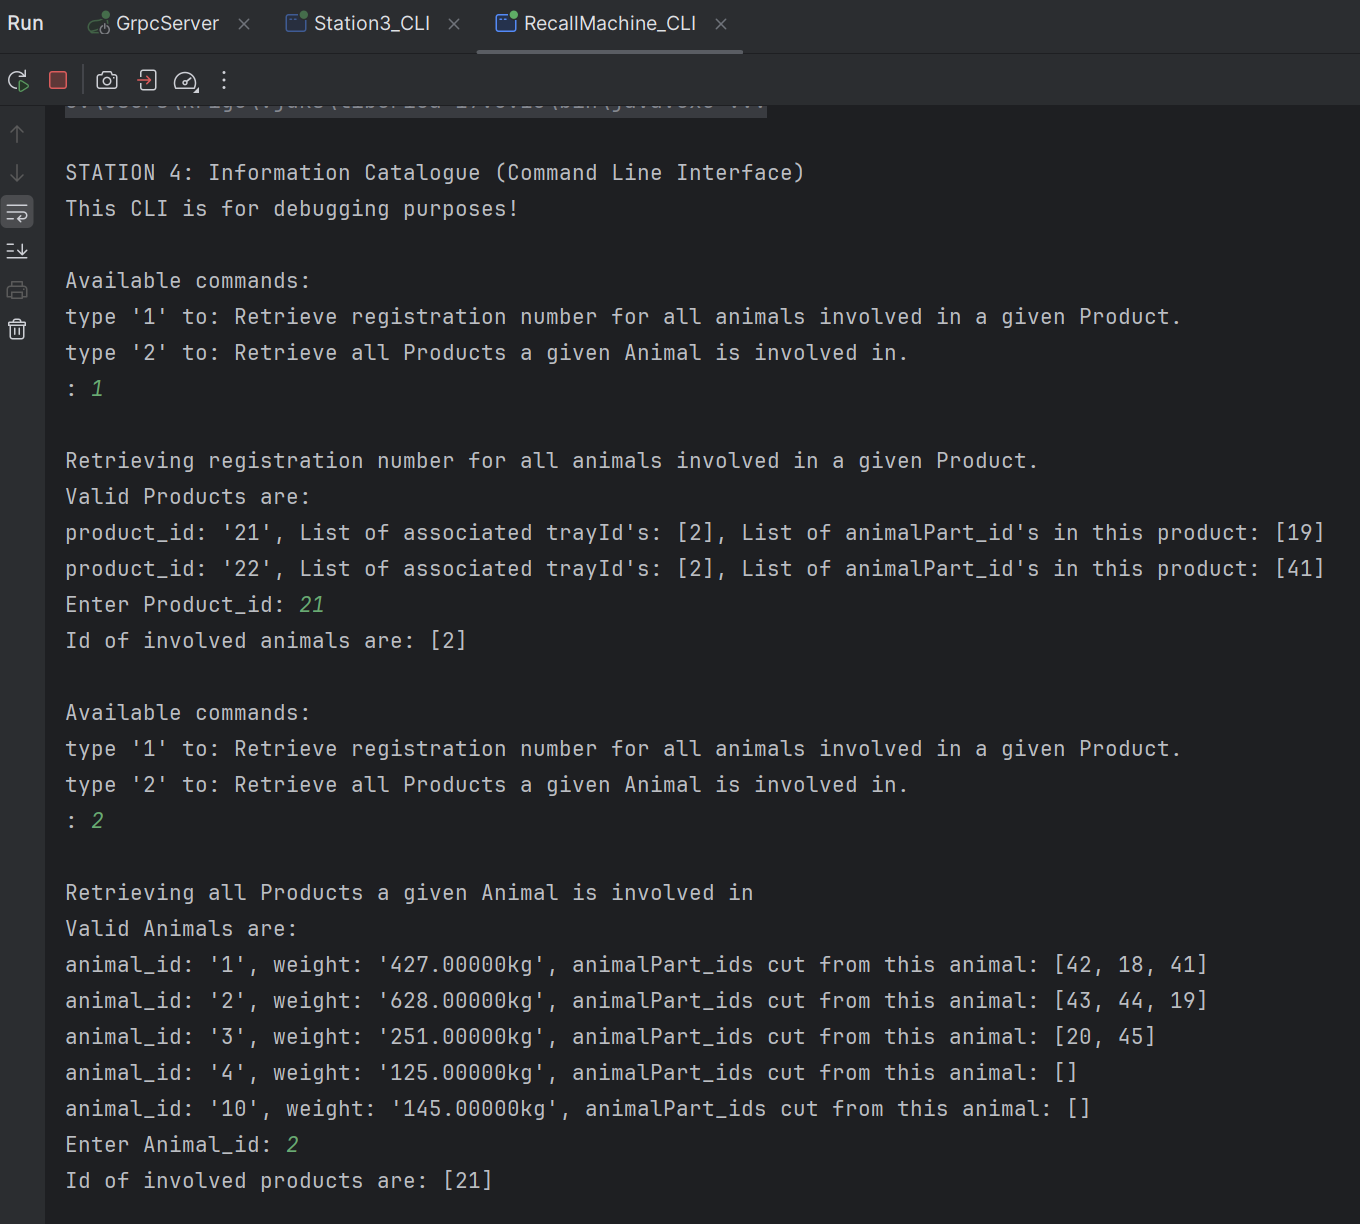 Run GrpcServer Station3_CLI RecallMachine_CLI
STATION 4: Information Catalogue (Command Line Interface)
This CLI is for debugging purposes!
Available commands:
type '1' to: Retrieve registration number for all animals involved in a given Product.
type '2' to: Retrieve all Products a given Animal is involved in.
: 1
Retrieving registration number for all animals involved in a given Product.
Valid Products are:
product_id: '21', List of associated trayId's: [2], List of animalPart_id's in this product: [19]
product_id: '22', List of associated trayId's: [2], List of animalPart_id's in this product: [41]
Enter Product_id: 21
Id of involved animals are: [2]
Available commands:
type '1' to: Retrieve registration number for all animals involved in a given Product.
type '2' to: Retrieve all Products a given Animal is involved in.
: 2
Retrieving all Products a given Animal is involved in
Valid Animals are:
animal_id: '1', weight: '427.00000kg', animalPart_ids cut from this animal: [42, 18, 41]
animal_id: '2', weight: '628.00000kg', animalPart_ids cut from this animal: [43, 44, 19]
animal_id: '3', weight: '251.00000kg', animalPart_ids cut from this animal: [20, 45]
animal_id: '4', weight: '125.00000kg', animalPart_ids cut from this animal: []
animal_id: '10', weight: '145.00000kg', animalPart_ids cut from this animal: []
Enter Animal_id: 2
Id of involved products are: [21]